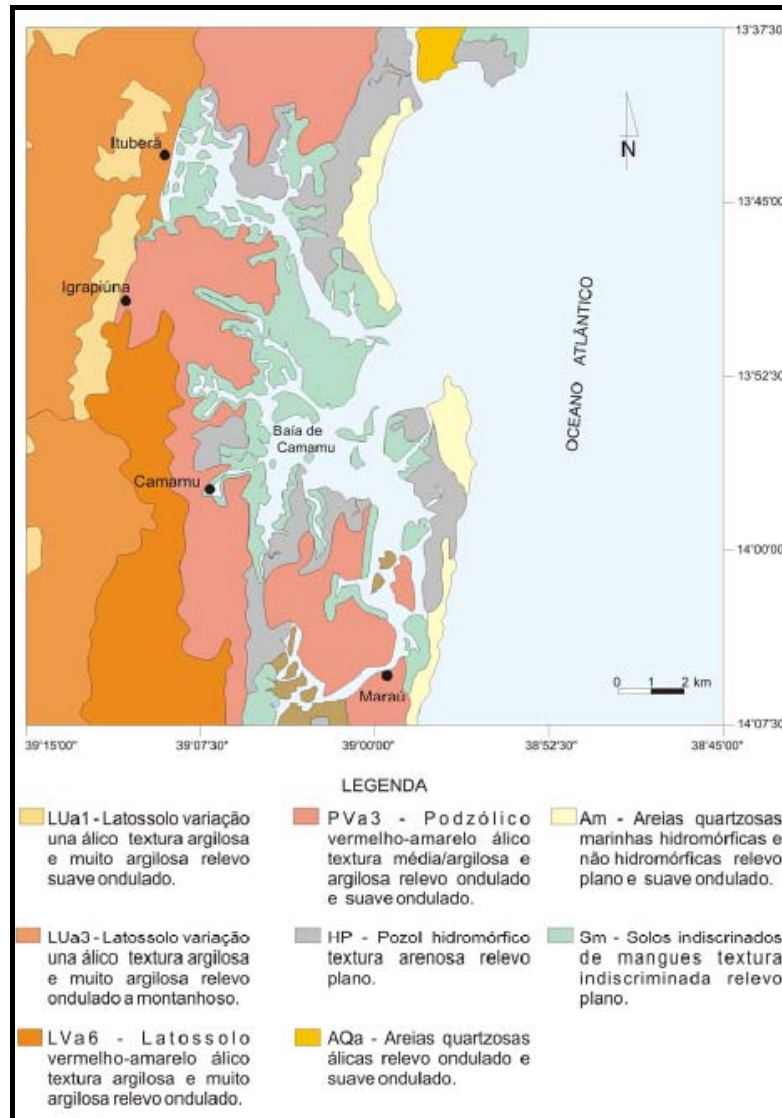 13°37'30
Ituberá
N
13°45'00
Igrapiúna
OCEANO ATLÂNTICO
13°52'30
Baía de
Camamu
Camamu
14°00'00
Maraú
0 1 2 km
14°07'30
39°15'00" 39°07'30" 39°00'00" 38°52'30" 38°45'00"
LEGENDA
LUa1 - Latossolo variação
una álico textura argilosa
e muito argilosa relevo
suave ondulado.
LUa3 - Latossolo variação
una álico textura argilosa
e muito argilosa relevo
ondulado a montanhoso.
LVa6 - Latossolo
vermelho-amarelo álico
textura argilosa e muito
argilosa relevo ondulado.
PVa3 - Podzólico
vermelho-amarelo álico
textura média/argilosa e
argilosa relevo ondulado
e suave ondulado.
HP - Pozol hidromórfico
textura arenosa relevo
plano.
AQa - Areias quartzosas
álicas relevo ondulado e
suave ondulado.
Am - Areias quartzosas
marinhas hidromórficas e
não hidromórficas relevo
plano e suave ondulado.
Sm - Solos indiscrinados
de mangues textura
indiscriminada relevo
plano.